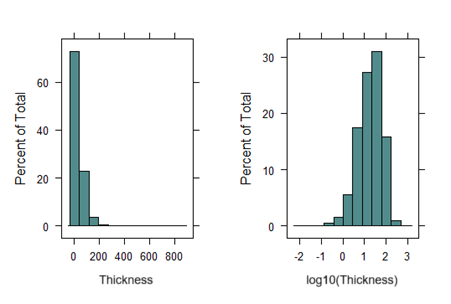 Percent of Total
60
40
20
0
0 200 400 600 800
Thickness
Percent of Total
30
20
10
0
-2 -1 0 1 2 3
log10(Thickness)